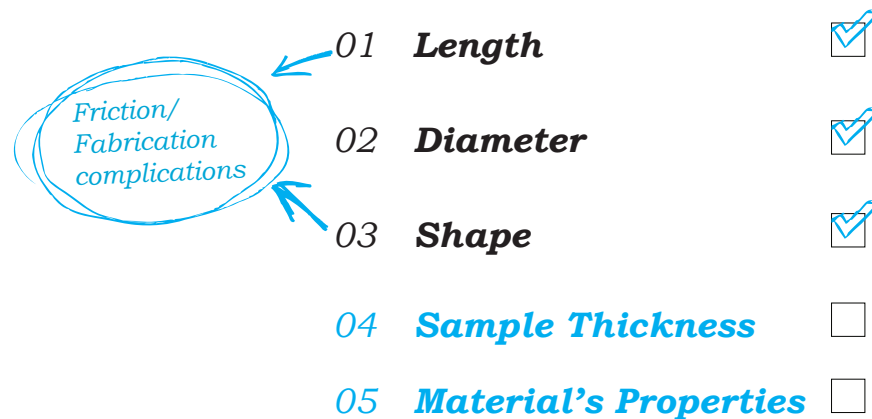 01 Length
Friction/
Fabrication
complications
02 Diameter
03 Shape
04 Sample Thickness
05 Material's Properties